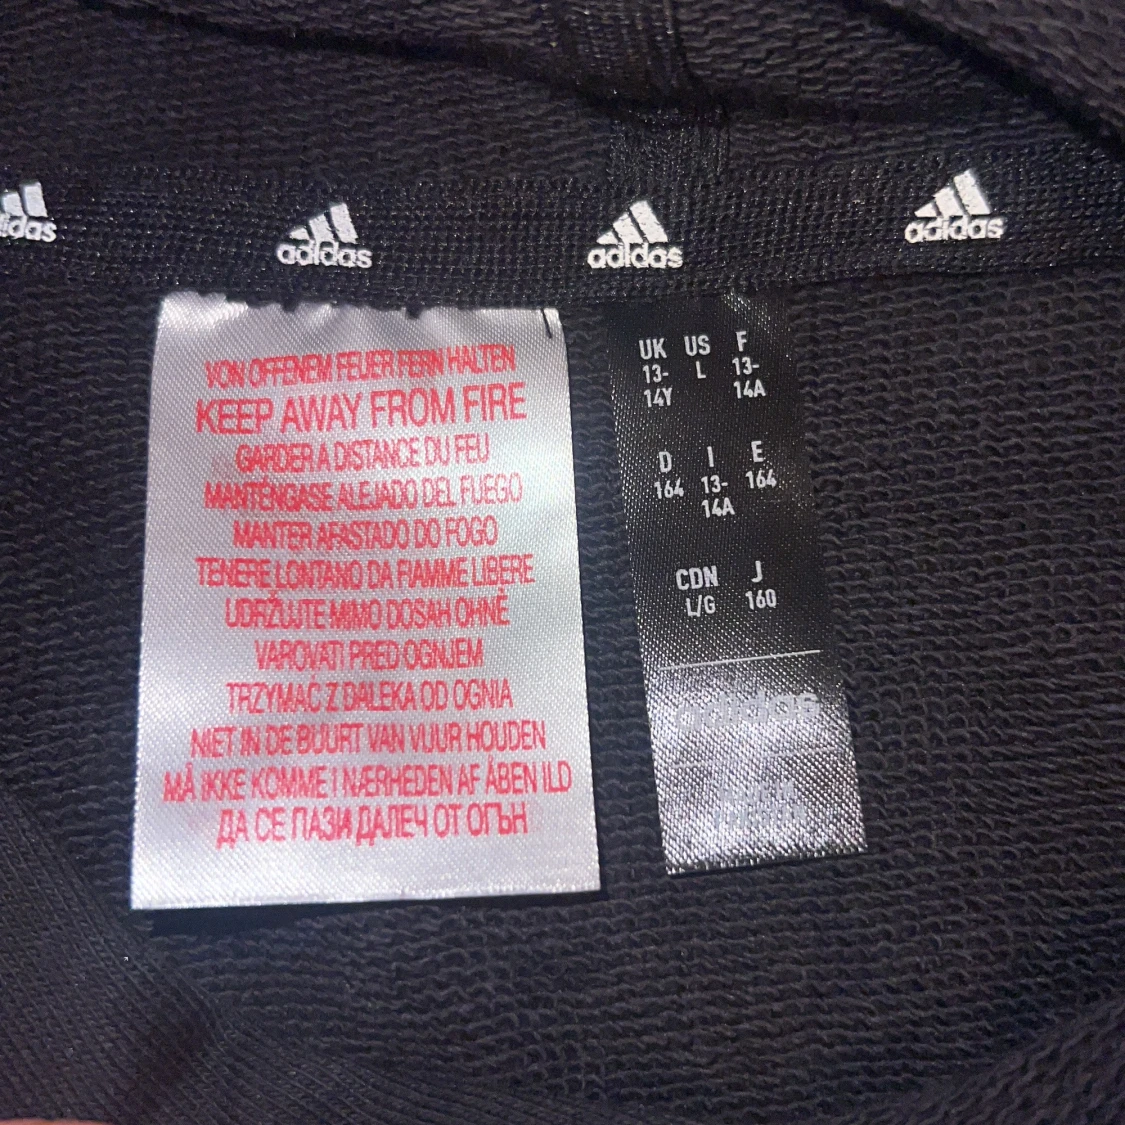 adidas
adidas
adidas
adidas
VON OFFENEM FEUER FERN HALTEN
KEEP AWAY FROM FIRE
GARDER A DISTANCE DU FEU
MANTÉNGASE ALEJADO DEL FUEGO
MANTER AFASTADO DO FOGO
TENERE LONTANO DA FIAMME LIBERE
UDRŽUJTE MIMO DOSAH OHNĚ
VAROVATI PRED OGNJEM
TRZYMAĆ Z DALEKA OD OGNIA
NIET IN DE BUURT VAN VUUR HOUDEN
MÅ IKKE KOMME I NÆRHEDEN AF ÅBEN ILD
ДА СЕ ПАЗИ ДАЛЕЧ ОТ ОГЪН
UK US F
13- L 13-
14Y 14A
D I E
164 13- 164
14A
CDN J
L/G 160
adidas